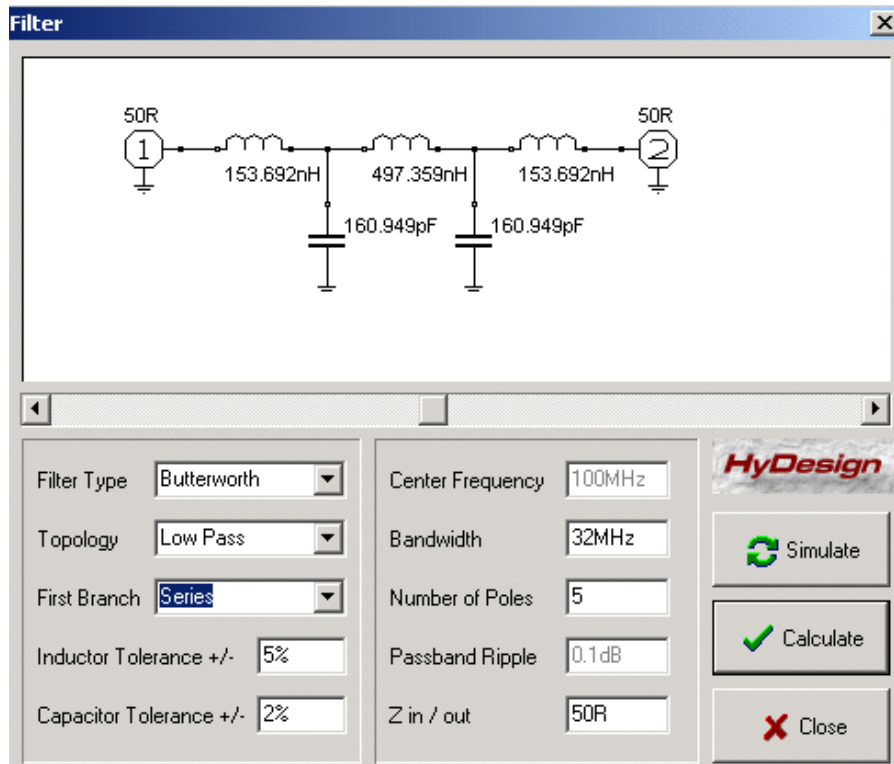 Filter
50R 50R
1 2
153.692nH 497.359nH 153.692nH
160.949pF 160.949pF
Filter Type Butterworth
Topology Low Pass
First Branch Series
Inductor Tolerance +/- 5%
Capacitor Tolerance +/- 2%
Center Frequency 100MHz
Bandwidth 32MHz
Number of Poles 5
Passband Ripple 0.1dB
Z in / out 50R
HyDesign
Simulate
Calculate
Close